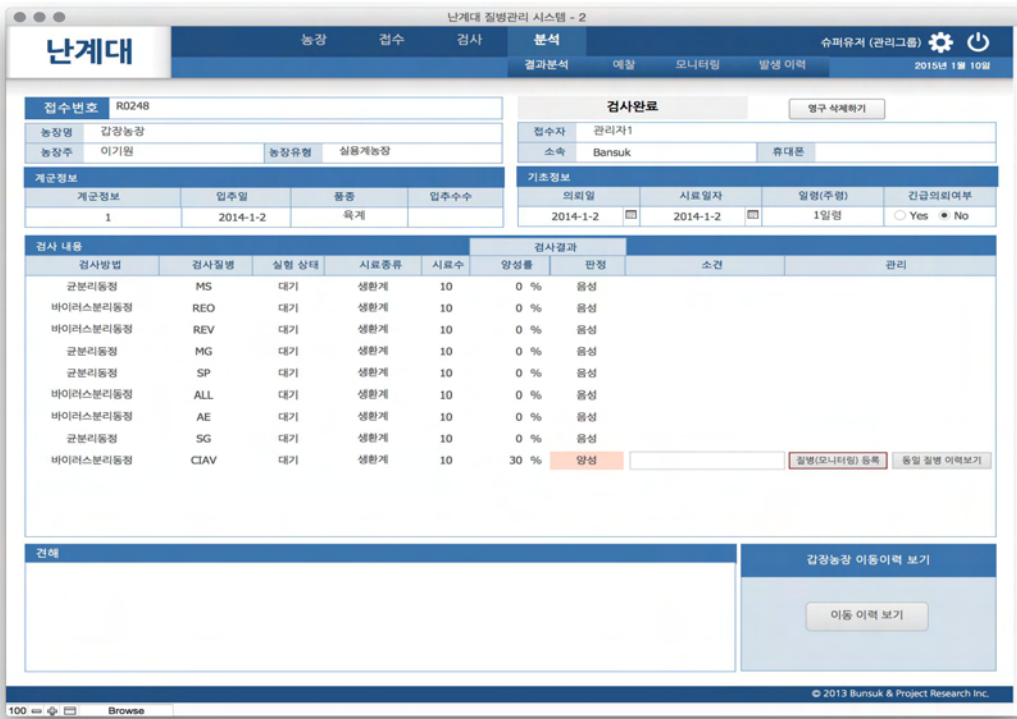 난계대 질병관리 시스템 - 2
난계대
농장 접수 검사 분석
슈퍼유저 (관리그룹)
결과분석 예찰 모니터링 발생 이력
2015년 1월 10일
접수번호 R0248
검사완료
영구 삭제하기
농장명 갑장농장
접수자 관리자1
농장주 이기원 농장유형 실용계농장
소속 Bansuk 휴대폰
계군정보
기초정보
계군정보 입추일 품종 입추수수
의뢰일 시료일자 일령(주령) 긴급의뢰여부
1 2014-1-2 육계
2014-1-2 2014-1-2 1일령 Yes No
검사 내용 검사결과
검사방법 검사질병 실험 상태 시료종류 시료수 양성률 판정 소견 관리
균분리동정 MS 대기 생환계 10 0 % 음성
바이러스분리동정 REO 대기 생환계 10 0 % 음성
바이러스분리동정 REV 대기 생환계 10 0 % 음성
균분리동정 MG 대기 생환계 10 0 % 음성
균분리동정 SP 대기 생환계 10 0 % 음성
바이러스분리동정 ALL 대기 생환계 10 0 % 음성
바이러스분리동정 AE 대기 생환계 10 0 % 음성
균분리동정 SG 대기 생환계 10 0 % 음성
바이러스분리동정 CIAV 대기 생환계 10 30 % 양성 질병(모니터링) 등록 동일 질병 이력보기
견해
갑장농장 이동이력 보기
이동 이력 보기
© 2013 Bunsuk & Project Research Inc.
100 Browse